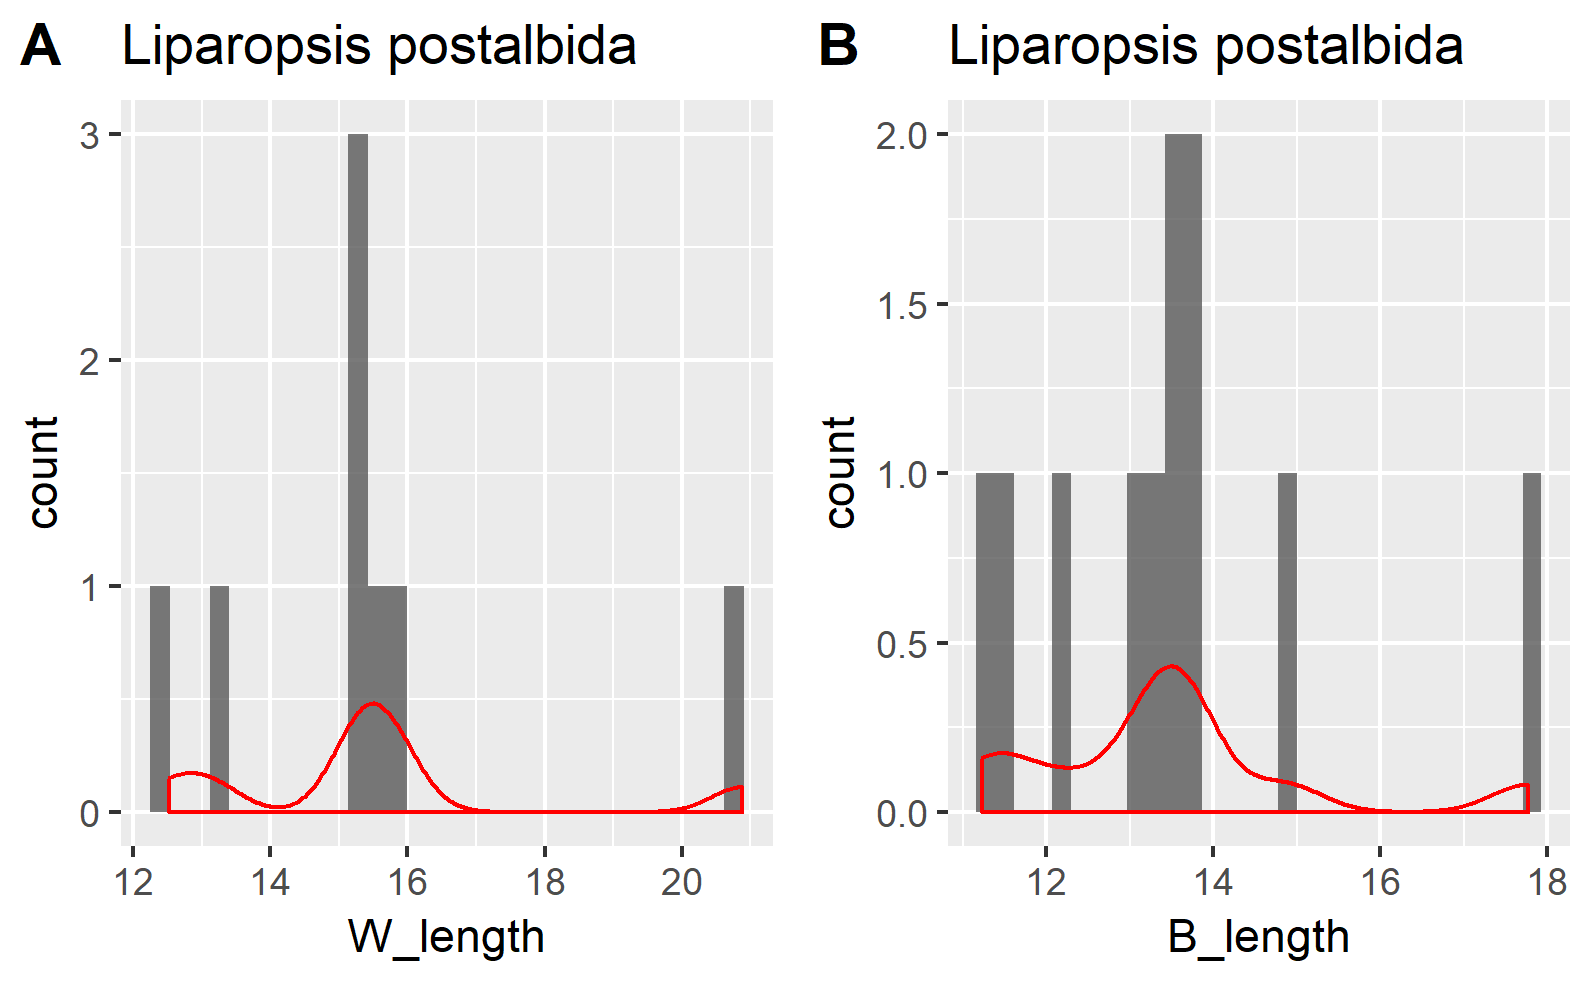 A Liparopsis postalbida
3
2
1
0
count
12 14 16 18 20
W_length
B Liparopsis postalbida
2.0
1.5
1.0
0.5
0.0
count
12 14 16 18
B_length